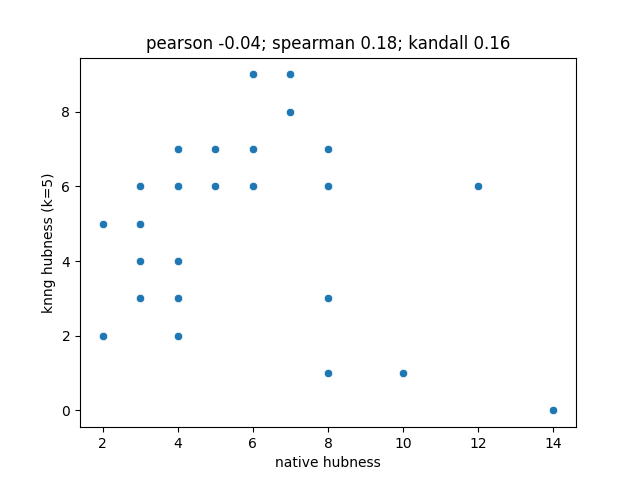 pearson -0.04; spearman 0.18; kandall 0.16
8
6
4
2
0
knng hubness (k=5)
2 4 6 8 10 12 14
native hubness